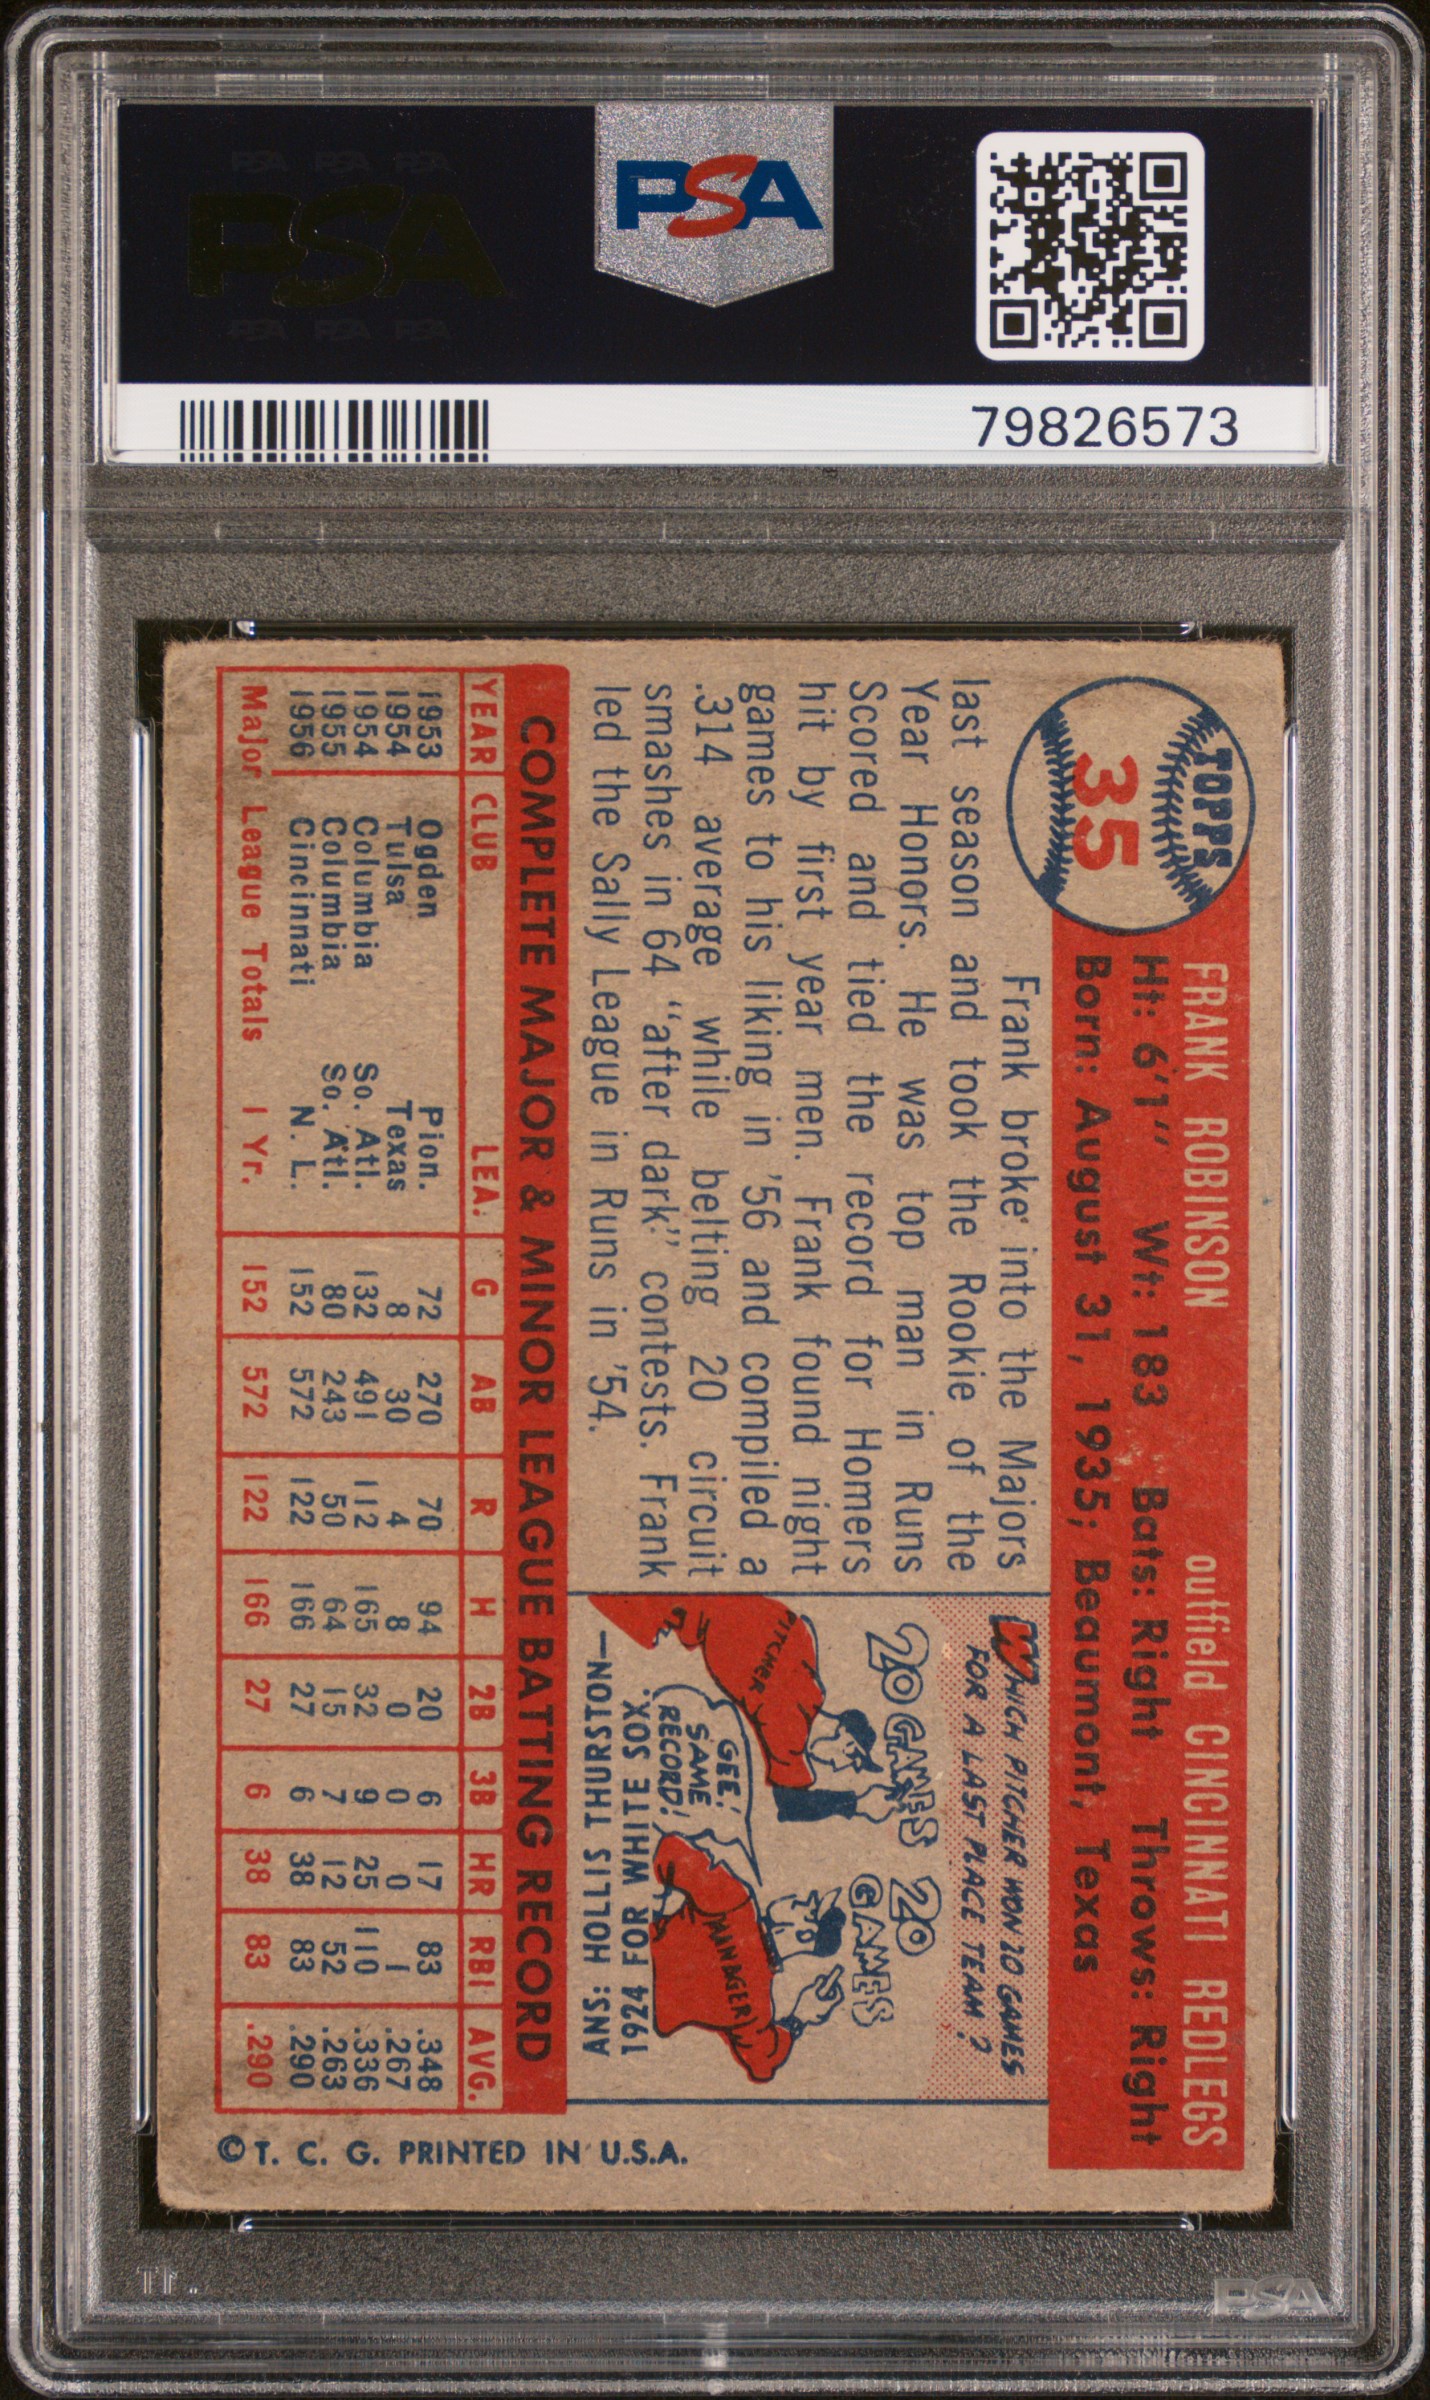 PSA PSA PSA
PSA
PSA PSA PSA
PSA
79826573
TOPPS
35
FRANK ROBINSON outfield CINCINNATI REDLEGS
Ht: 6'1" Wt: 183 Bats: Right Throws: Right
Born: August 31, 1935; Beaumont, Texas
Frank broke into the Majors
last season and took the Rookie of the
Year Honors. He was top man in Runs
Scored and tied the record for Homers
hit by first year men. Frank found night
games to his liking in '56 and compiled a
.314 average while belting 20 circuit
smashes in 64 "after dark" contests. Frank
led the Sally League in Runs in '54.
WHICH PITCHER WON 20 GAMES
FOR A LAST PLACE TEAM?
20 GAMES
20 GAMES
PITCHER
MANAGER
GEE!
SAME
RECORD!
ANS: HOLLIS THURSTON—
1924 FOR WHITE SOX.
COMPLETE MAJOR & MINOR LEAGUE BATTING RECORD
YEAR CLUB LEA. G AB R H 2B 3B HR RBI AVG.
1953 Ogden Pion. 72 270 70 94 20 6 17 83 .348
1954 Tulsa Texas 8 30 4 8 0 0 0 1 .267
1954 Columbia So. Atl. 132 491 112 165 32 9 25 110 .336
1955 Columbia So. Atl. 80 243 50 64 15 7 12 52 .263
1956 Cincinnati N. L. 152 572 122 166 27 6 38 83 .290
Major League Totals 1 Yr. 152 572 122 166 27 6 38 83 .290
© T. C. G. PRINTED IN U.S.A.
PSA